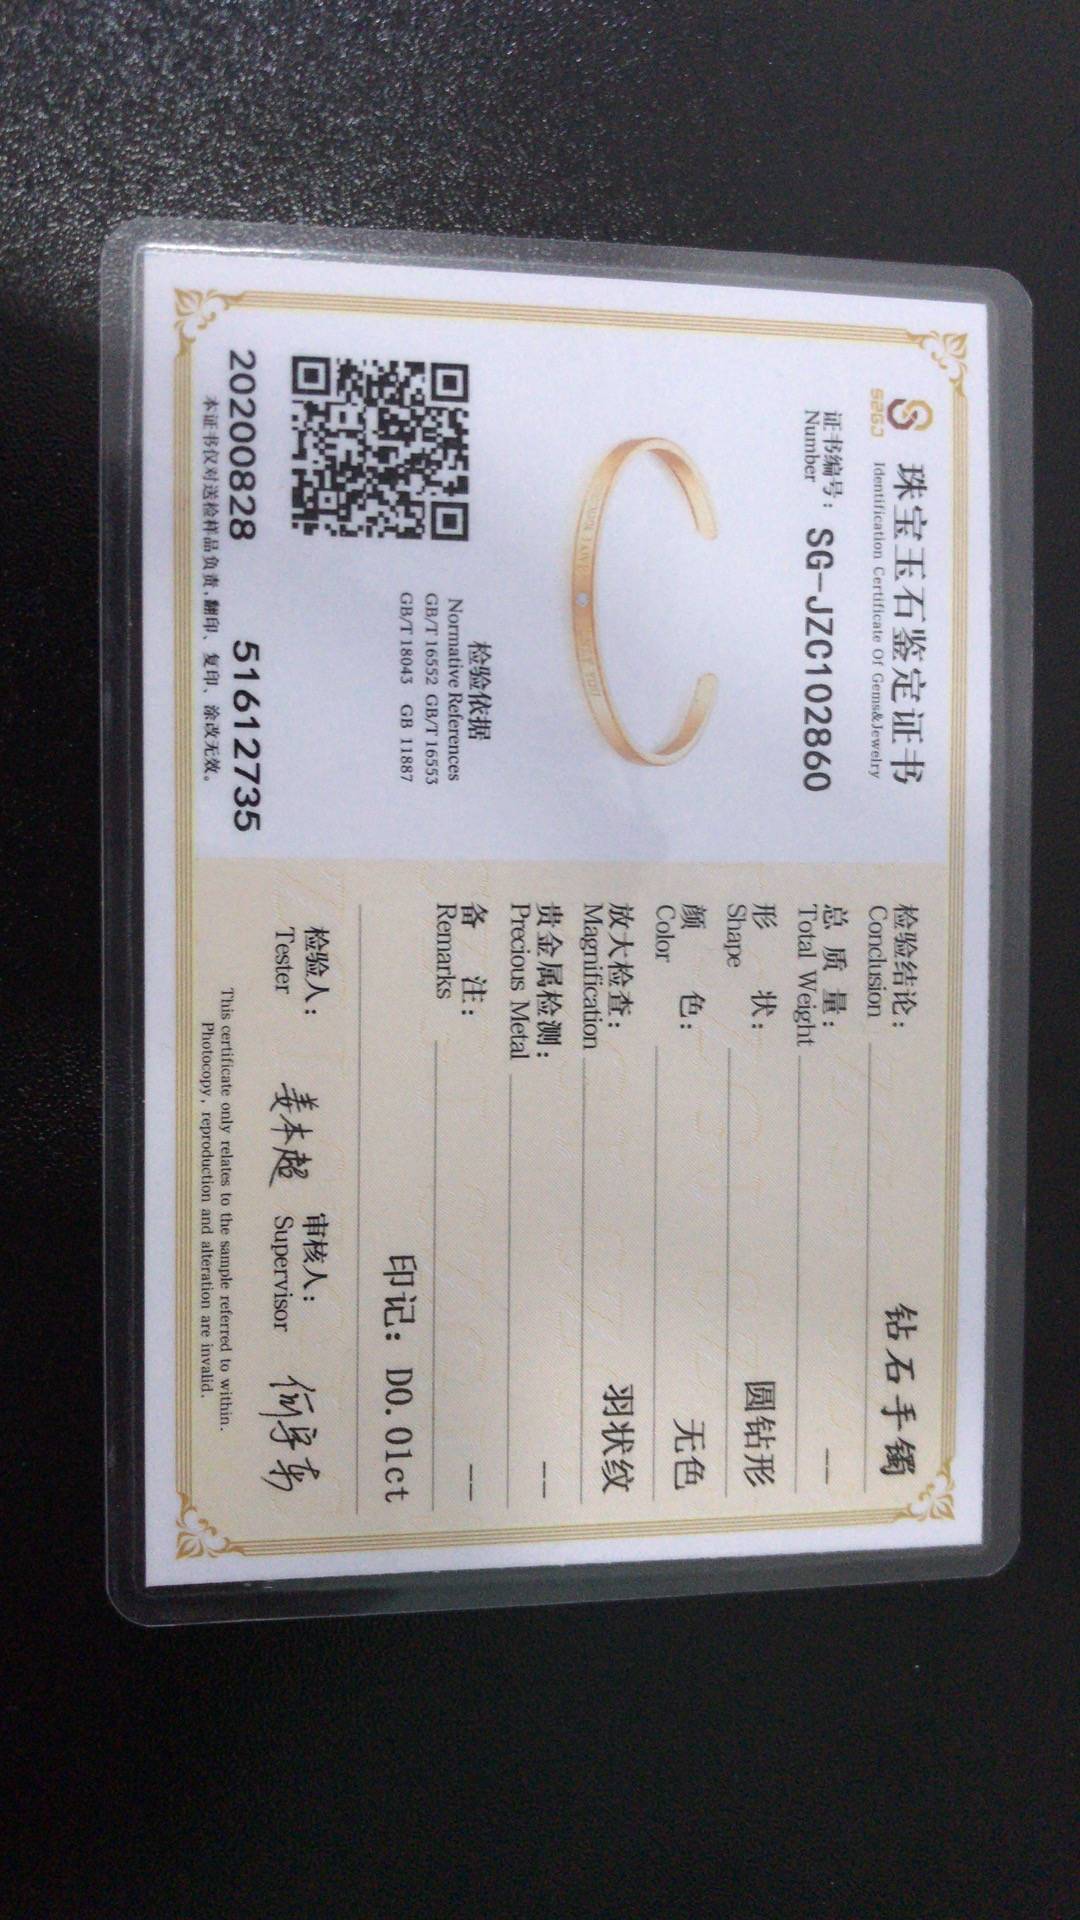 SZGJ
珠宝玉石鉴定证书
Identification Certificate Of Gems&Jewelry
证书编号: SG-JZC102860
Number
检验依据
Normative References
GB/T 16552 GB/T 16553
GB/T 18043 GB 11887
20200828 51612735
本证书仅对送检样品负责,翻印、复印、涂改无效。
检验结论: 钻石手镯
Conclusion
总质量: --
Total Weight
形状: 圆钻形
Shape
颜色: 无色
Color
放大检查: 羽状纹
Magnification
贵金属检测: --
Precious Metal
备注: --
Remarks
印记: D0.01ct
检验人: 姜本超 审核人:
Tester Supervisor
This certificate only relates to the sample referred to within.
Photocopy, reproduction and alteration are invalid.